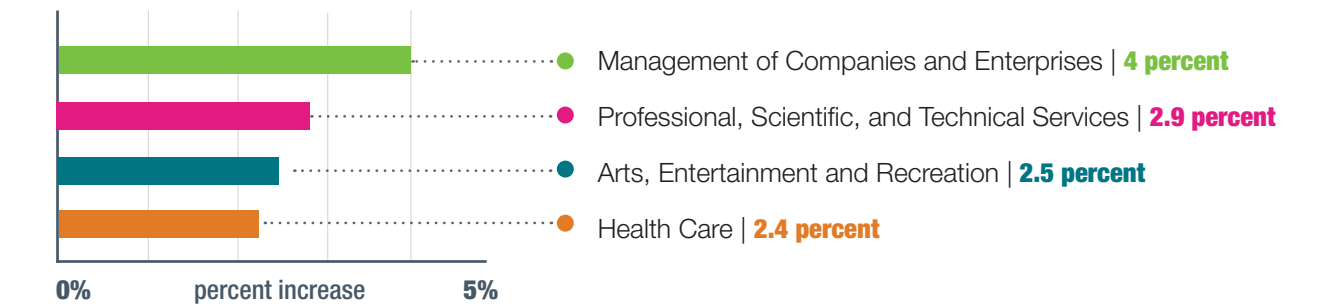 Management of Companies and Enterprises | 4 percent
Professional, Scientific, and Technical Services | 2.9 percent
Arts, Entertainment and Recreation | 2.5 percent
Health Care | 2.4 percent
0% percent increase 5%